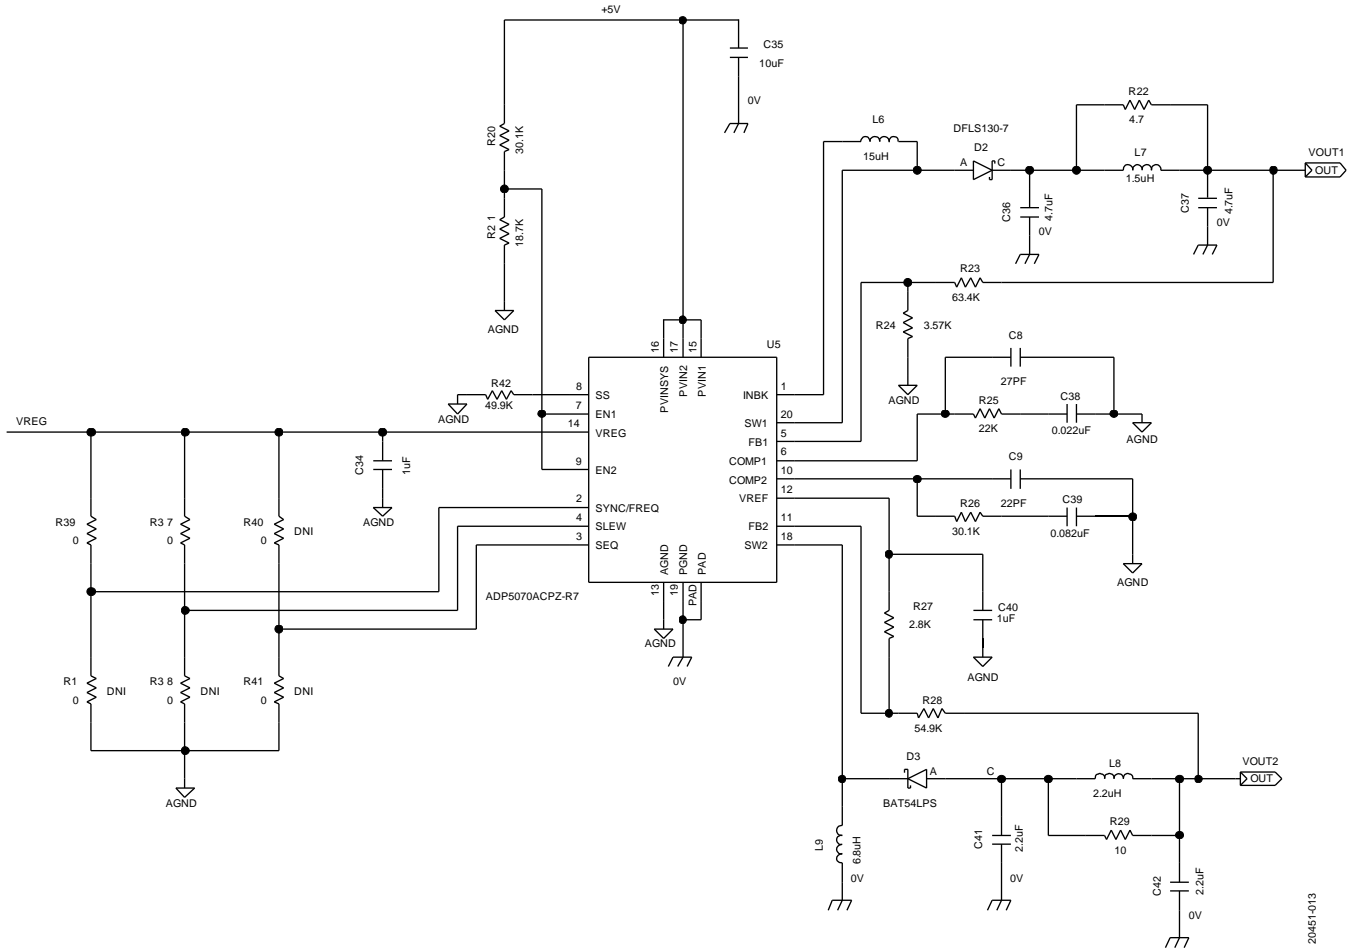 +5V
C35
10uF
0V
R20
30.1K
R2 1
18.7K
AGND
R22
4.7
L6
15uH
DFLS130-7
D2
A
C
L7
1.5uH
VOUT1
OUT
C36
4.7uF
0V
C37
4.7uF
0V
R23
63.4K
R24
3.57K
AGND
C8
27PF
R25
22K
C38
0.022uF
AGND
U5
16
17
15
PVINSYS
PVIN2
PVIN1
R42
49.9K
AGND
8
SS
7
EN1
14
VREG
9
EN2
2
SYNC/FREQ
4
SLEW
3
SEQ
INBK
1
SW1
20
FB1
5
COMP1
6
COMP2
10
VREF
12
FB2
11
SW2
18
AGND
PGND
PAD
13
19
PAD
ADP5070ACPZ-R7
AGND
0V
VREG
C34
1uF
AGND
R39
0
R3 7
0
R40
0
DNI
R1
0
DNI
R3 8
0
DNI
R41
0
DNI
AGND
C9
22PF
R26
30.1K
C39
0.082uF
AGND
R27
2.8K
C40
1uF
AGND
R28
54.9K
D3
A
C
BAT54LPS
L8
2.2uH
R29
10
VOUT2
OUT
L9
6.8uH
0V
C41
2.2uF
0V
C42
2.2uF
0V
20451-013